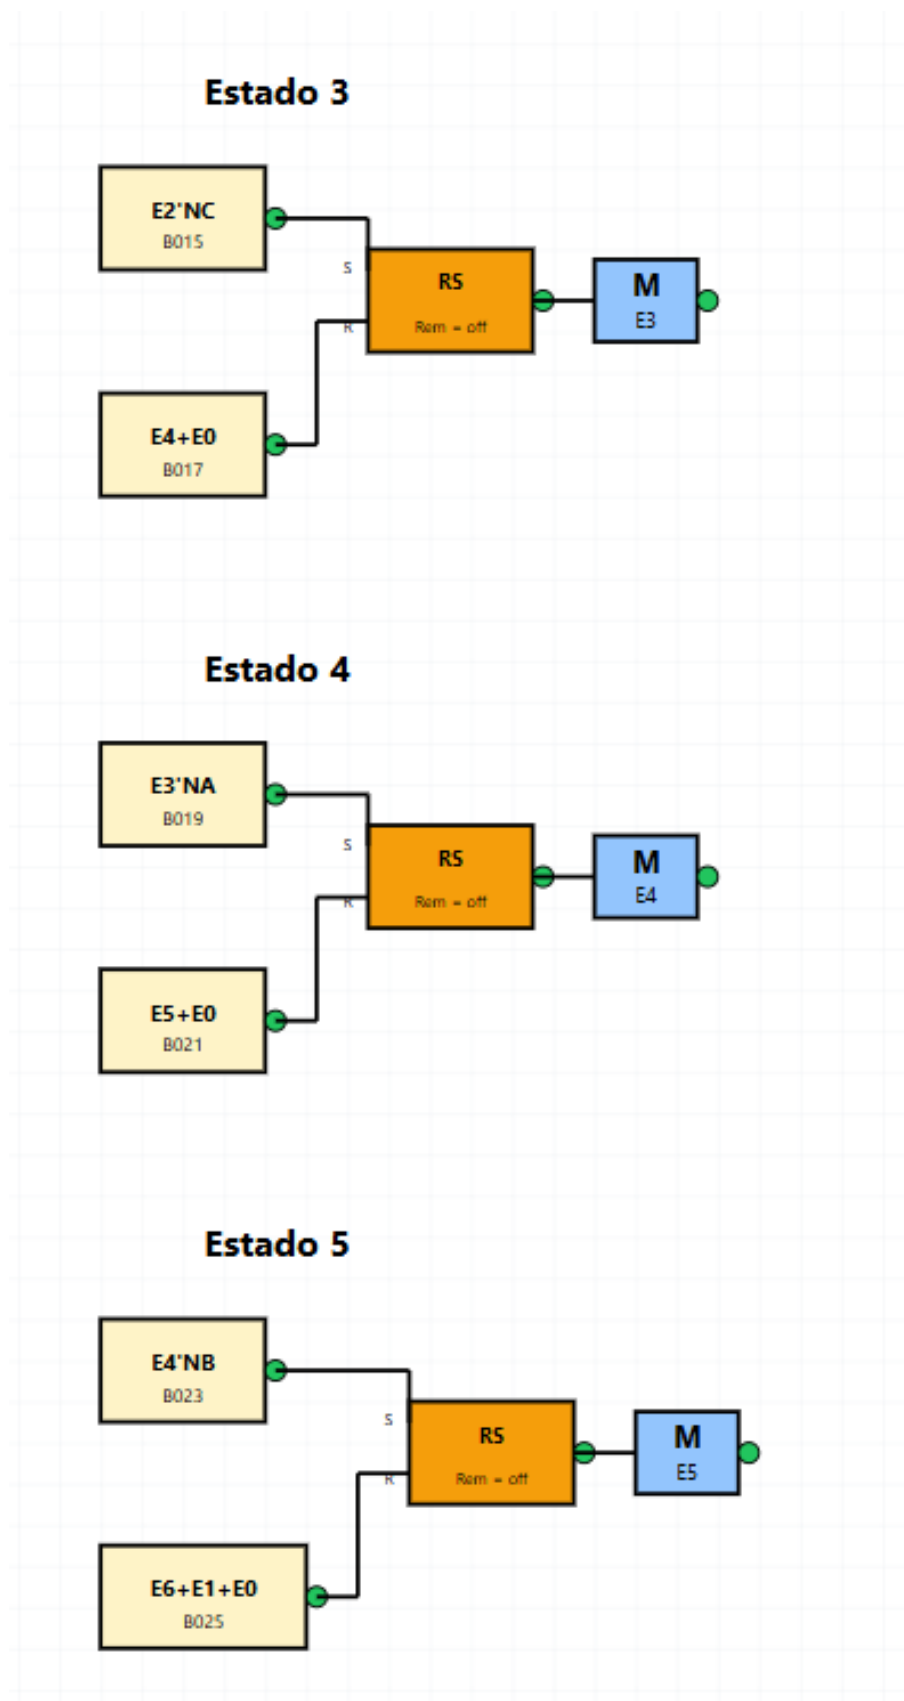 Estado 3
E2*NC
B015
S
R
RS
Rem = off
M
E3
E4+E0
B017
Estado 4
E3*NA
B019
S
R
RS
Rem = off
M
E4
E5+E0
B021
Estado 5
E4*NB
B023
S
R
RS
Rem = off
M
E5
E6+E1+E0
B025